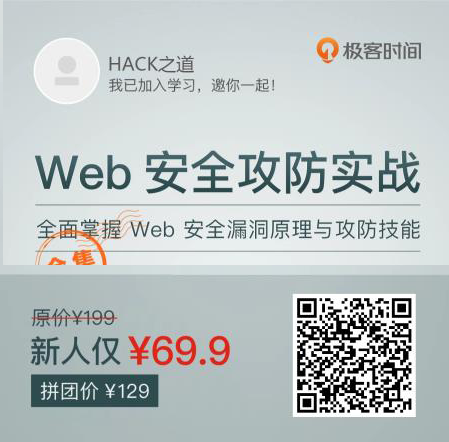 极客时间
HACK之道
我已加入学习，邀你一起！
Web 安全攻防实战
全面掌握 Web 安全漏洞原理与攻防技能
全集
原价¥199
新人仅 ¥69.9
拼团价 ¥129